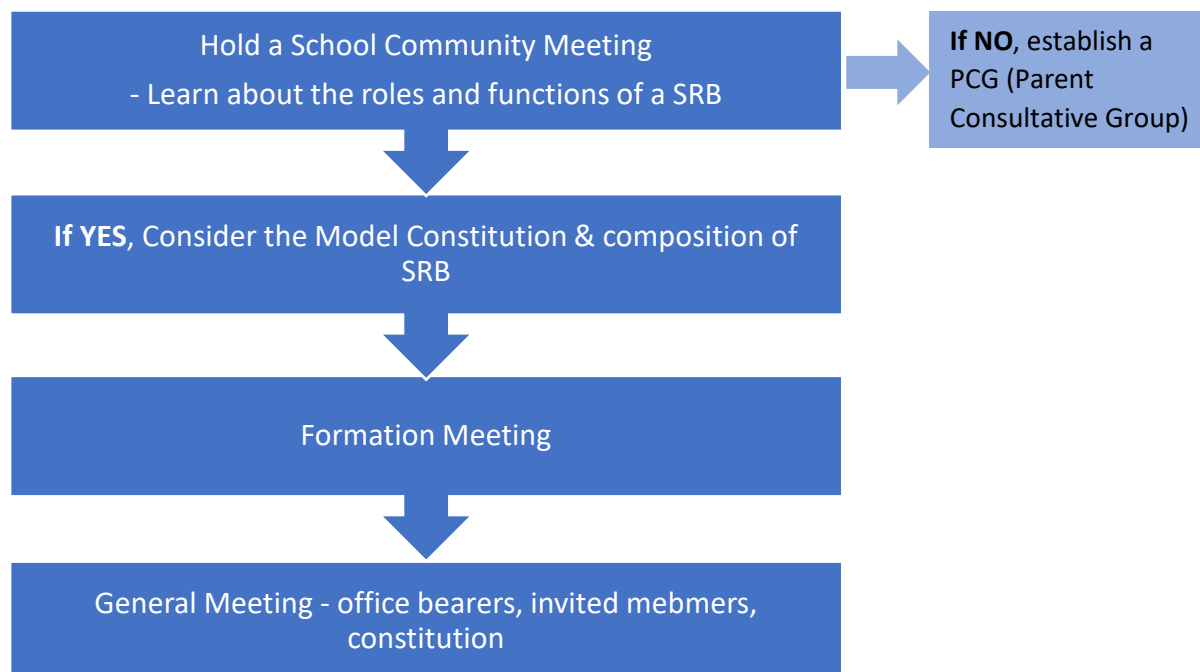 Hold a School Community Meeting
- Learn about the roles and functions of a SRB
If NO, establish a
PCG (Parent
Consultative Group)
If YES, Consider the Model Constitution & composition of
SRB
Formation Meeting
General Meeting - office bearers, invited mebmers,
constitution